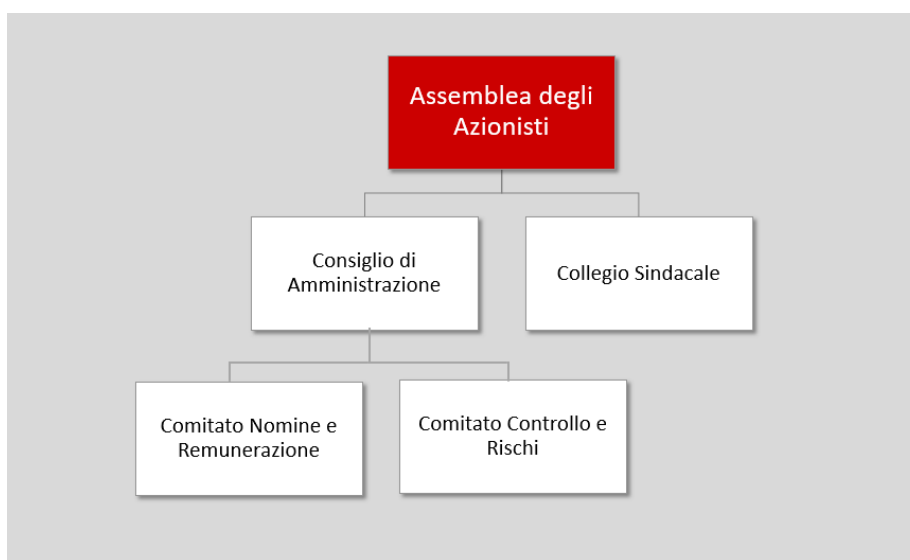 Assemblea degli
Azionisti
Consiglio di
Amministrazione
Collegio Sindacale
Comitato Nomine e
Remunerazione
Comitato Controllo e
Rischi